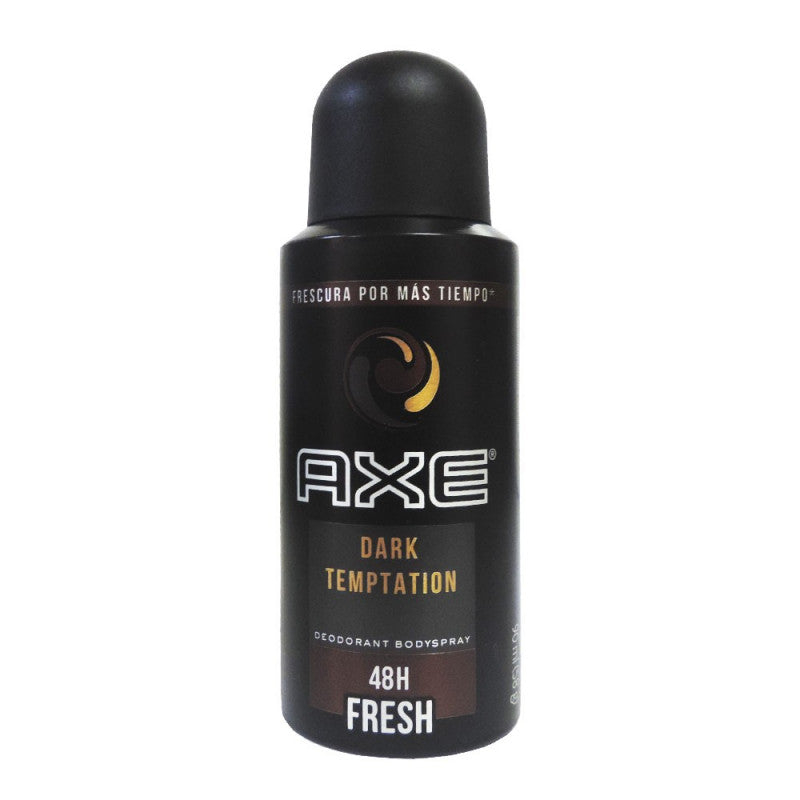 FRESCURA POR MÁS TIEMPO*
AXE®
DARK
TEMPTATION
DEODORANT BODYSPRAY
48H
FRESH